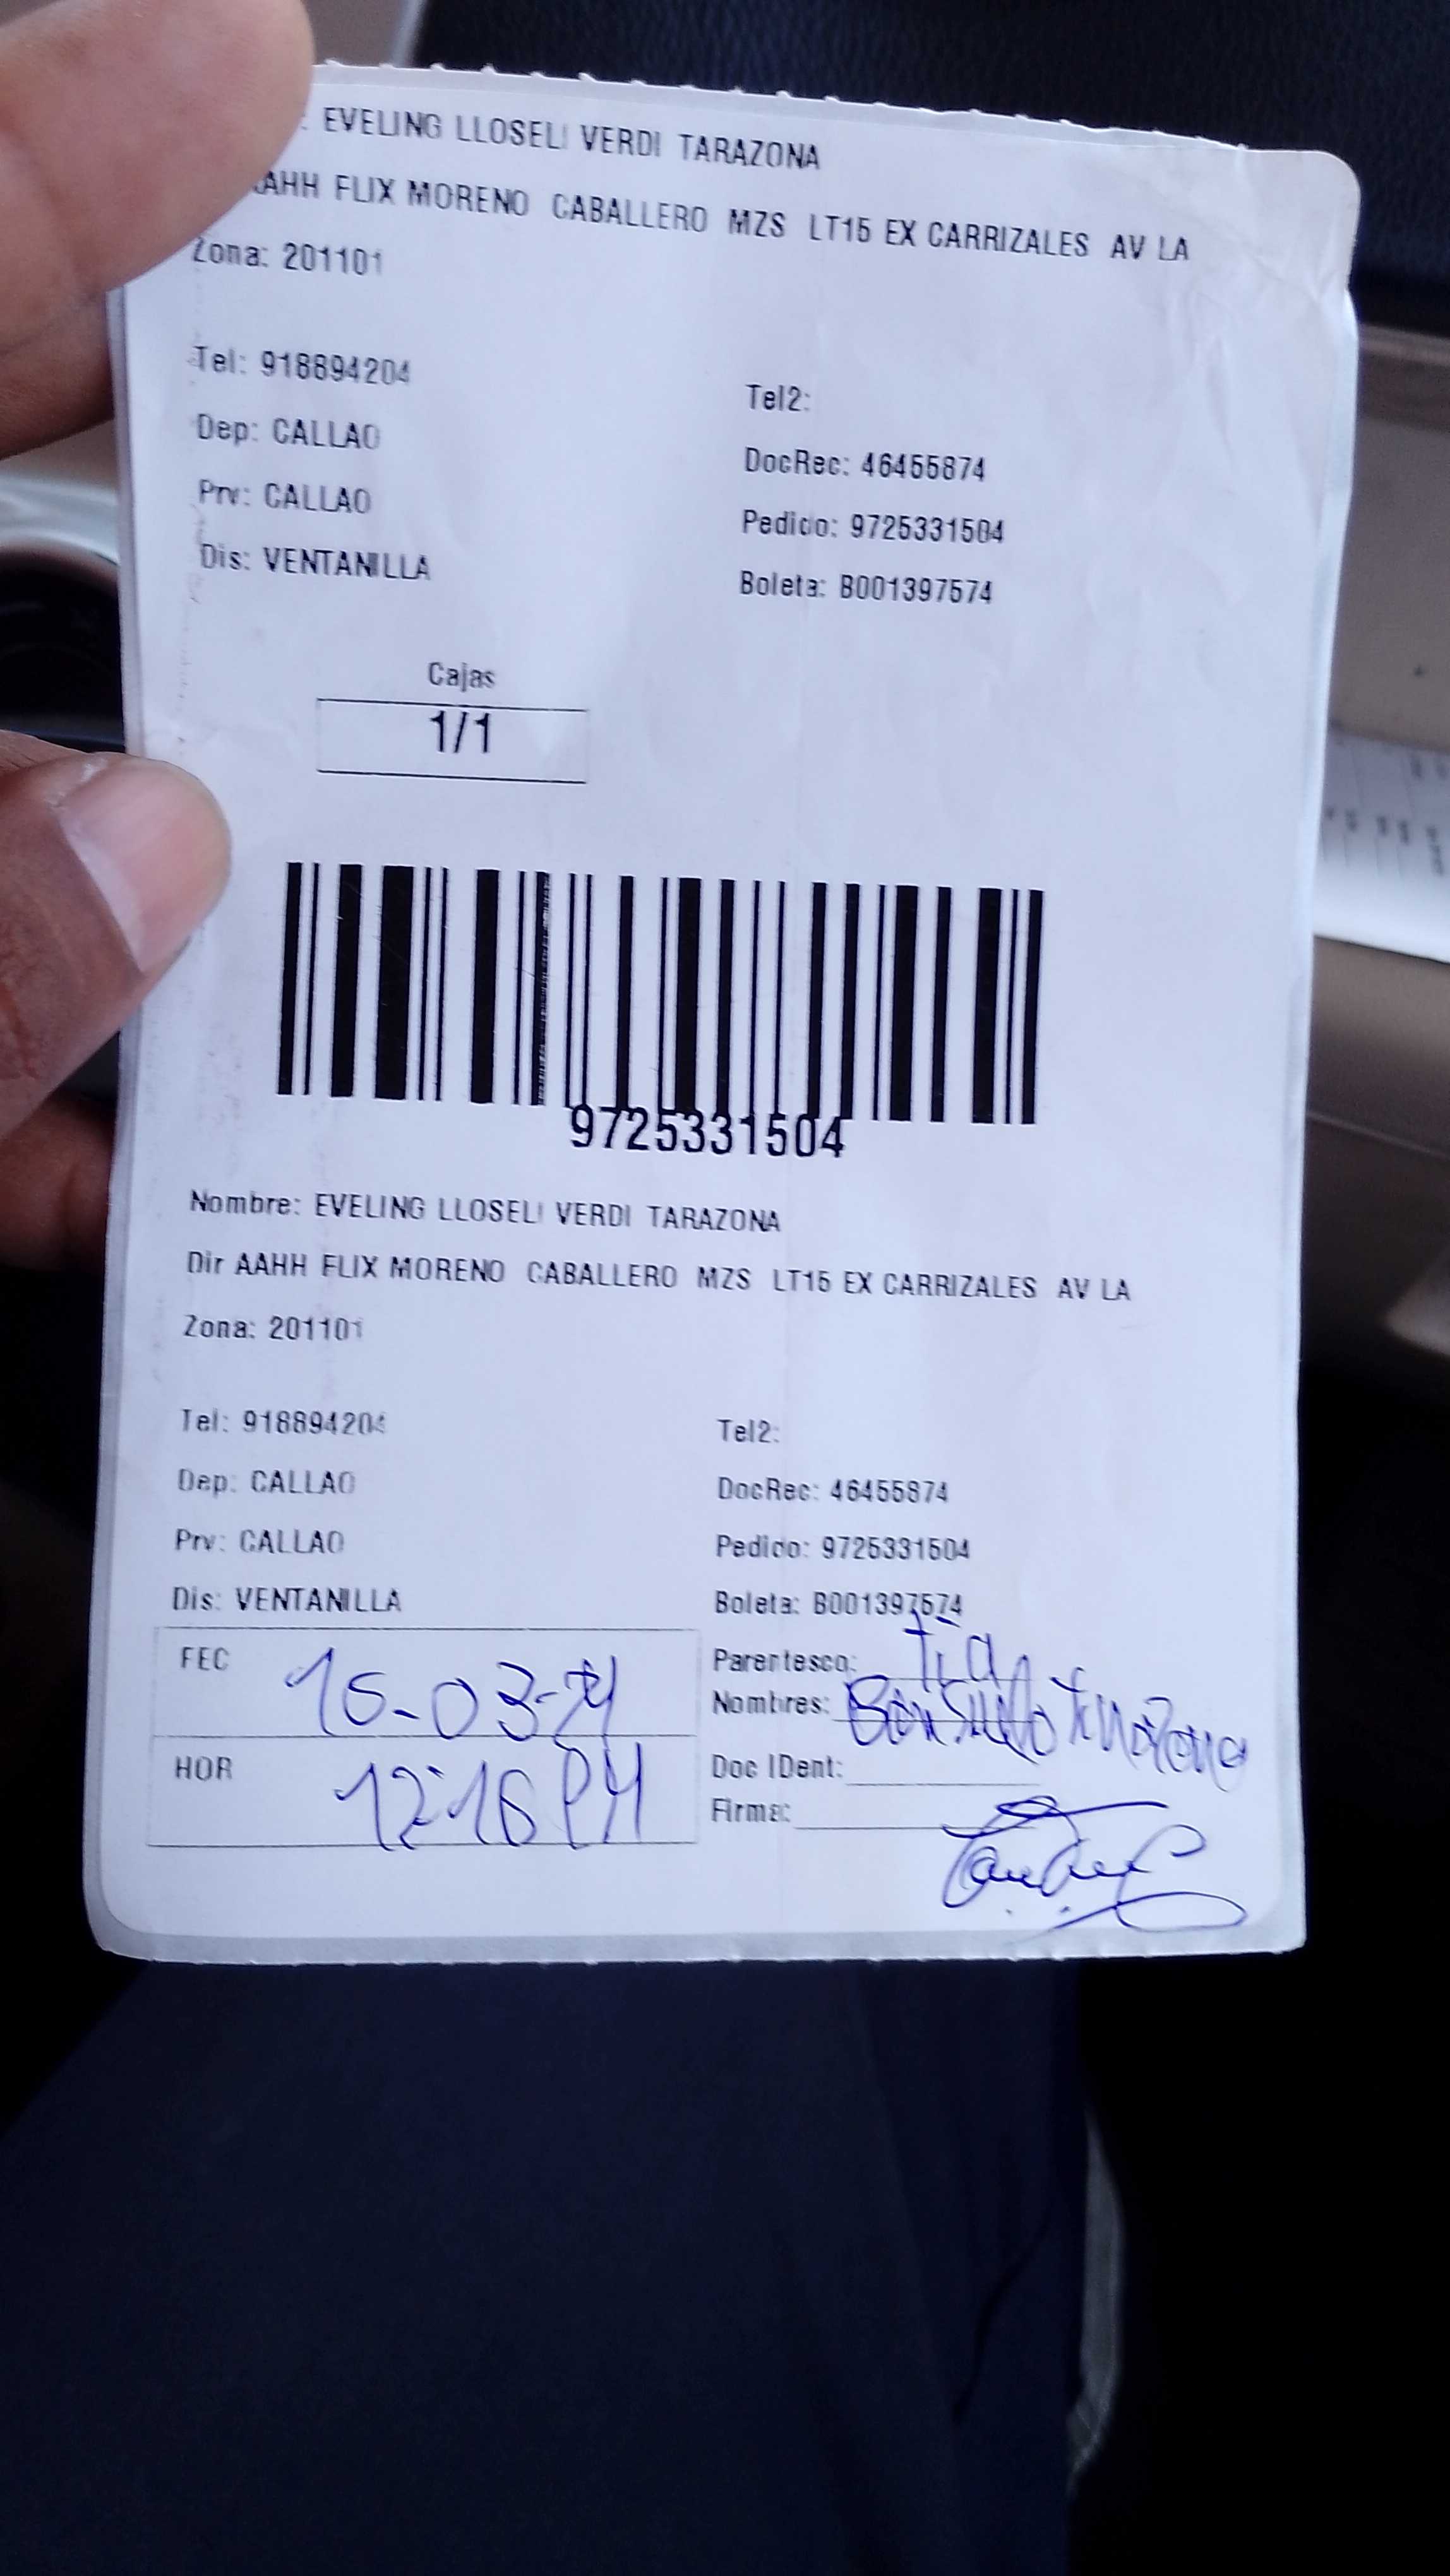 : EVELING LLOSELI VERDI TARAZONA
AAHH FLIX MORENO CABALLERO MZS LT15 EX CARRIZALES AV LA
Zona: 201101
Tel: 918894204
Tel2:
Dep: CALLAO
DocRec: 46455874
Prv: CALLAO
Pedido: 9725331504
Dis: VENTANILLA
Boleta: B001397574
Cajas
1/1
9725331504
Nombre: EVELING LLOSELI VERDI TARAZONA
Dir AAHH FLIX MORENO CABALLERO MZS LT15 EX CARRIZALES AV LA
Zona: 201101
Tel: 918894204
Tel2:
Dep: CALLAO
DocRec: 46455874
Prv: CALLAO
Pedido: 9725331504
Dis: VENTANILLA
Boleta: B001397574
FEC
Parentesco: Tia
Nombres: Tarazona
HOR 12:16 PM
Doc IDent:
Firma: